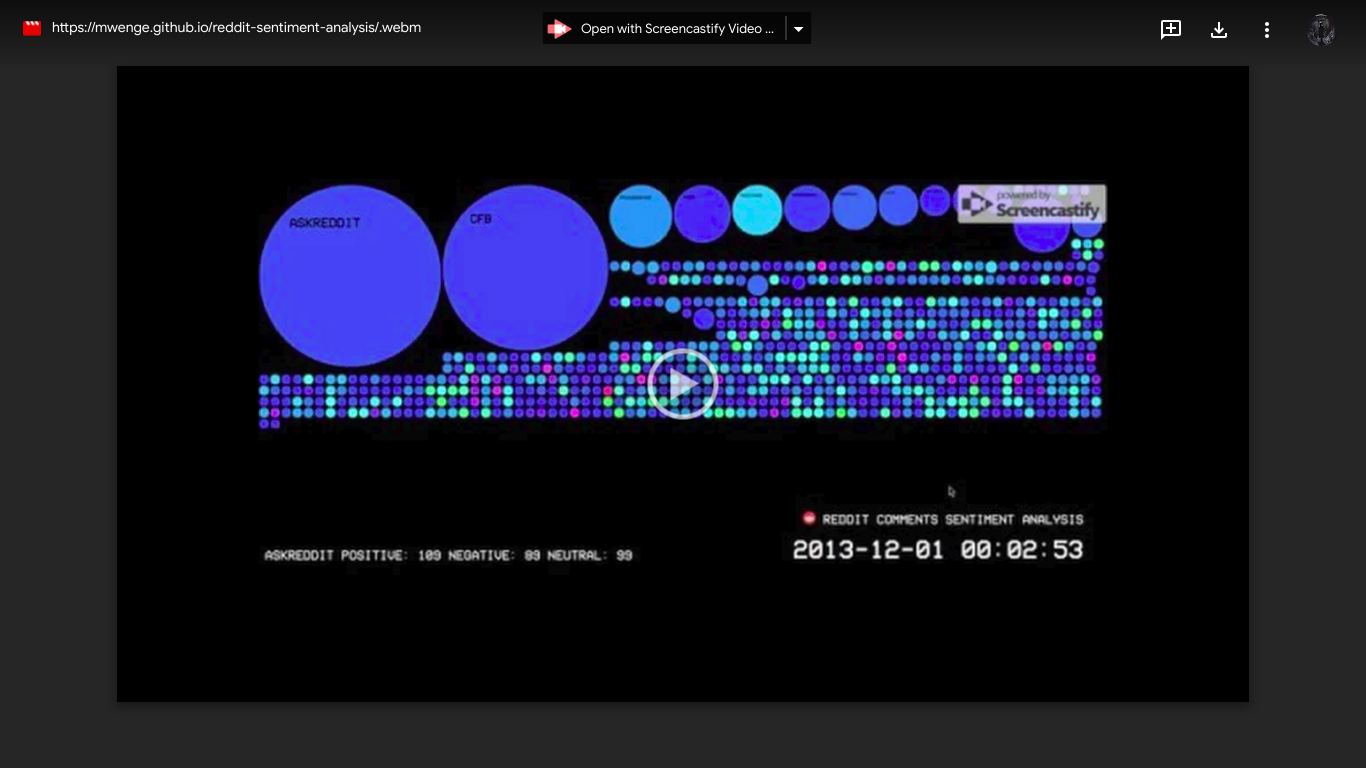 https://mwenge.github.io/reddit-sentiment-analysis/.webm
Open with Screencastify Video ...
powered by
Screencastify
ASKREDDIT
CFB
REDDIT COMMENTS SENTIMENT ANALYSIS
2013-12-01 00:02:53
ASKREDDIT POSITIVE: 109 NEGATIVE: 89 NEUTRAL: 99